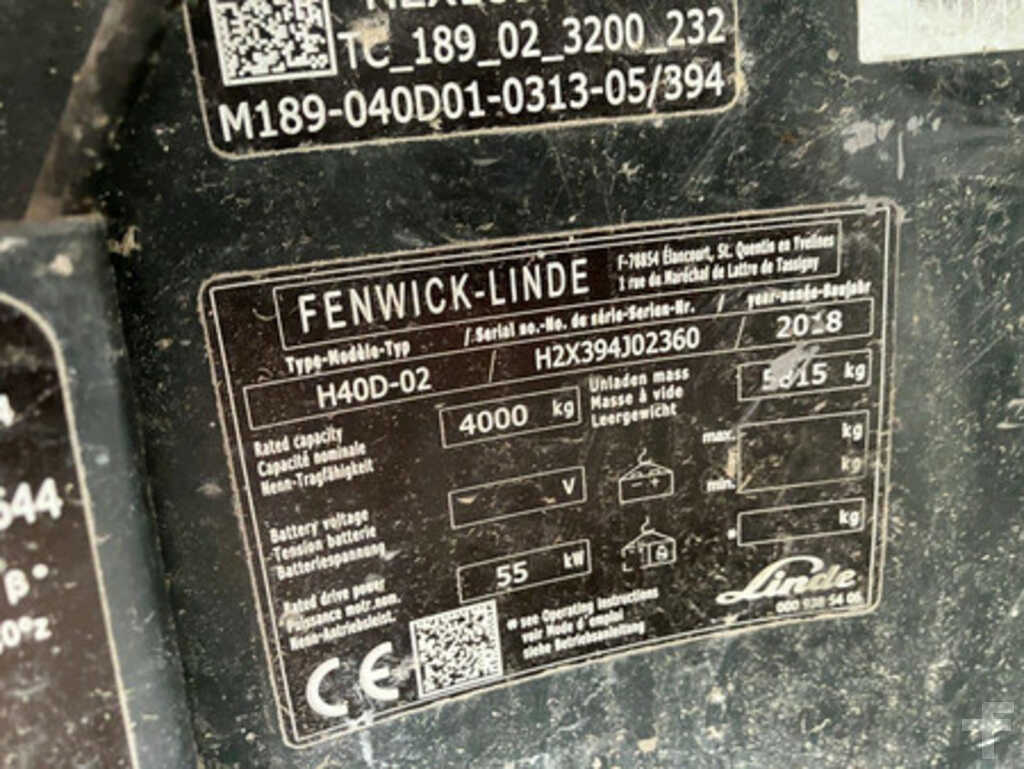 TC_189_02_3200_232
M189-040D01-0313-05/394
FENWICK-LINDE
F-78854 Élancourt, St. Quentin en Yvelines
1 rue du Maréchal de Lattre de Tassigny
Type-Modèle-Typ / Serial no.-No. de série-Serien-Nr. / year-année-Baujahr
H40D-02 / H2X394J02360 / 2018
Rated capacity
Capacité nominale
Nenn-Tragfähigkeit
4000 kg
Unladen mass
Masse à vide
Leergewicht
kg
Battery voltage
Tension batterie
Batteriespannung
V
max. kg
min. kg
Rated drive power
Puissance motr.nom.
Nenn-Antriebsleist.
55 kW
* kg
* see Operating Instructions
voir Mode d'emploi
siehe Betriebsanleitung
Linde
CE
644
β°